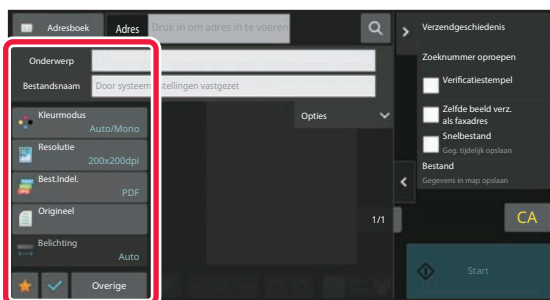 Adresboek
Adres
Druk in om adres in te voeren
Onderwerp
Bestandsnaam
Door systeeminstellingen vastgezet
Kleurmodus
Auto/Mono
Resolutie
200x200dpi
Best.Indel.
PDF
Origineel
Belichting
Auto
Overige
Opties
1/1
Verzendgeschiedenis
Zoeknummer oproepen
Verificatiestempel
Zelfde beeld verz.
als faxadres
Snelbestand
Geg. tijdelijk opslaan
Bestand
Gegevens in map opslaan
CA
Start